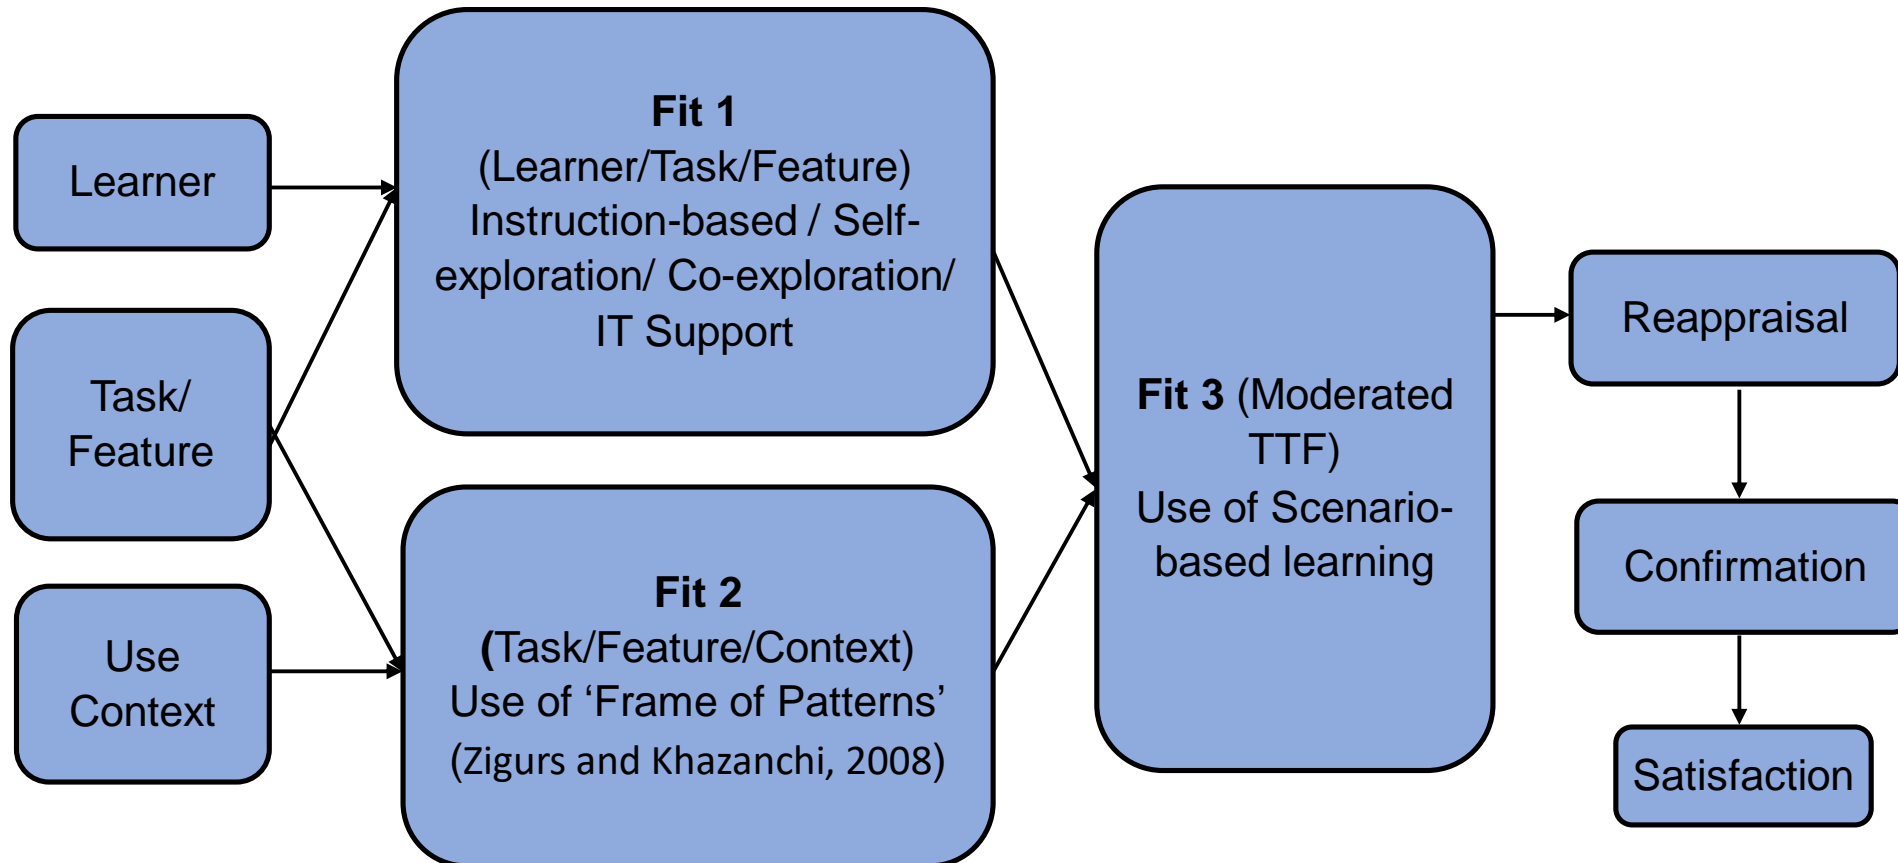 Learner
Task/
Feature
Use
Context
Fit 1
(Learner/Task/Feature)
Instruction-based / Self-
exploration/ Co-exploration/
IT Support
Fit 2
(Task/Feature/Context)
Use of ‘Frame of Patterns’
(Zigurs and Khazanchi, 2008)
Fit 3 (Moderated
TTF)
Use of Scenario-
based learning
Reappraisal
Confirmation
Satisfaction